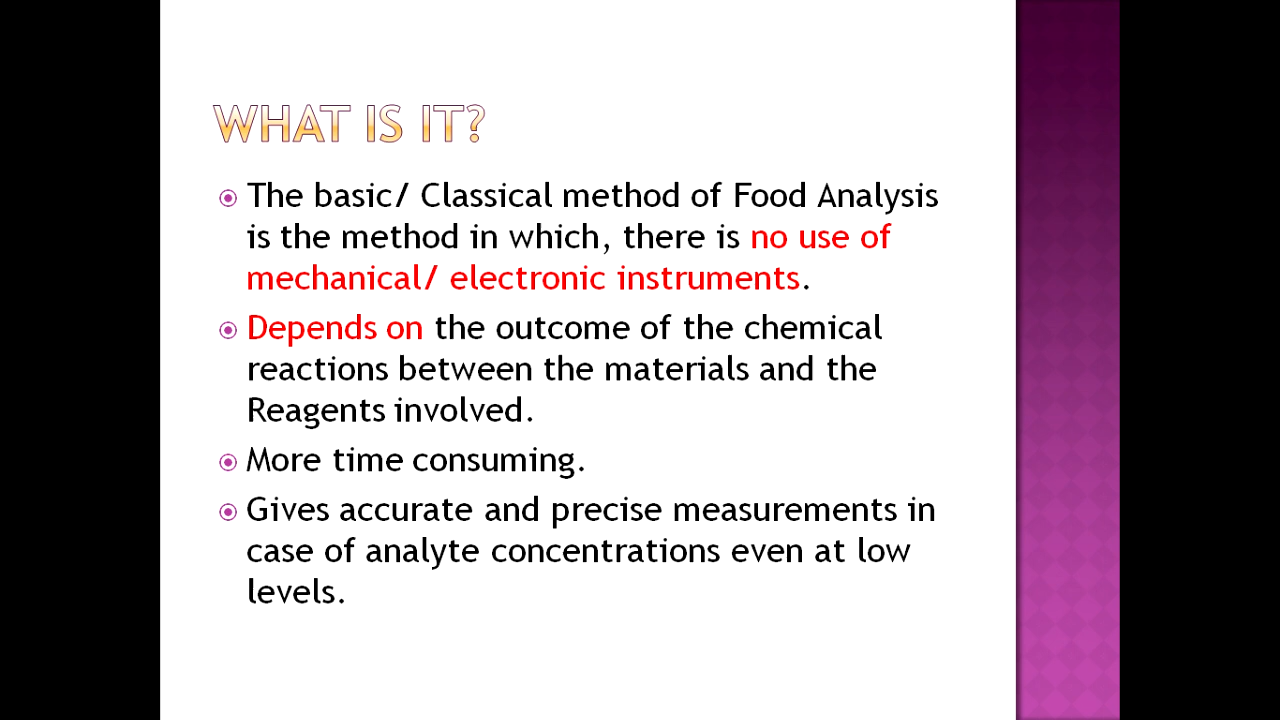 WHAT IS IT?
The basic/ Classical method of Food Analysis
is the method in which, there is no use of
mechanical/ electronic instruments.
Depends on the outcome of the chemical
reactions between the materials and the
Reagents involved.
More time consuming.
Gives accurate and precise measurements in
case of analyte concentrations even at low
levels.